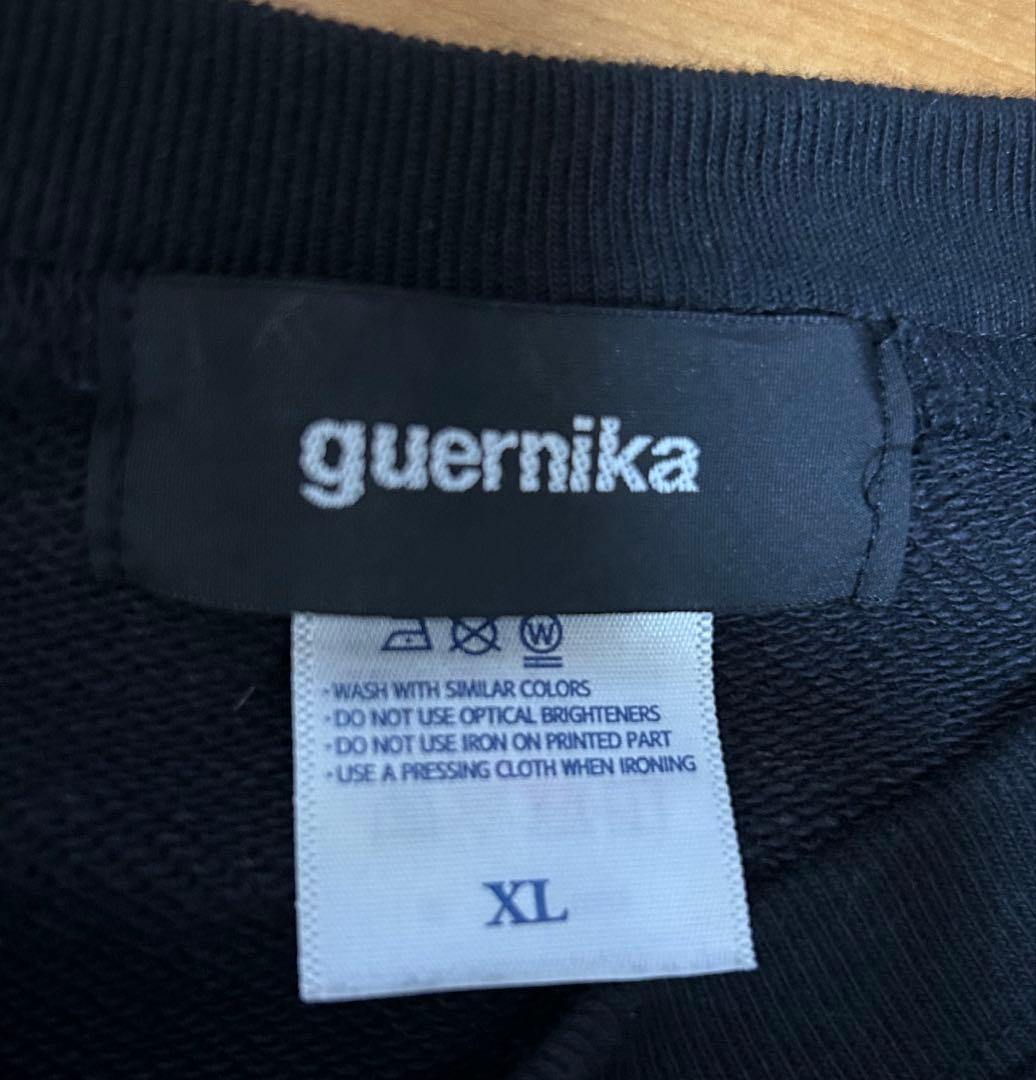 guernika
W
· WASH WITH SIMILAR COLORS
· DO NOT USE OPTICAL BRIGHTENERS
· DO NOT USE IRON ON PRINTED PART
· USE A PRESSING CLOTH WHEN IRONING
XL